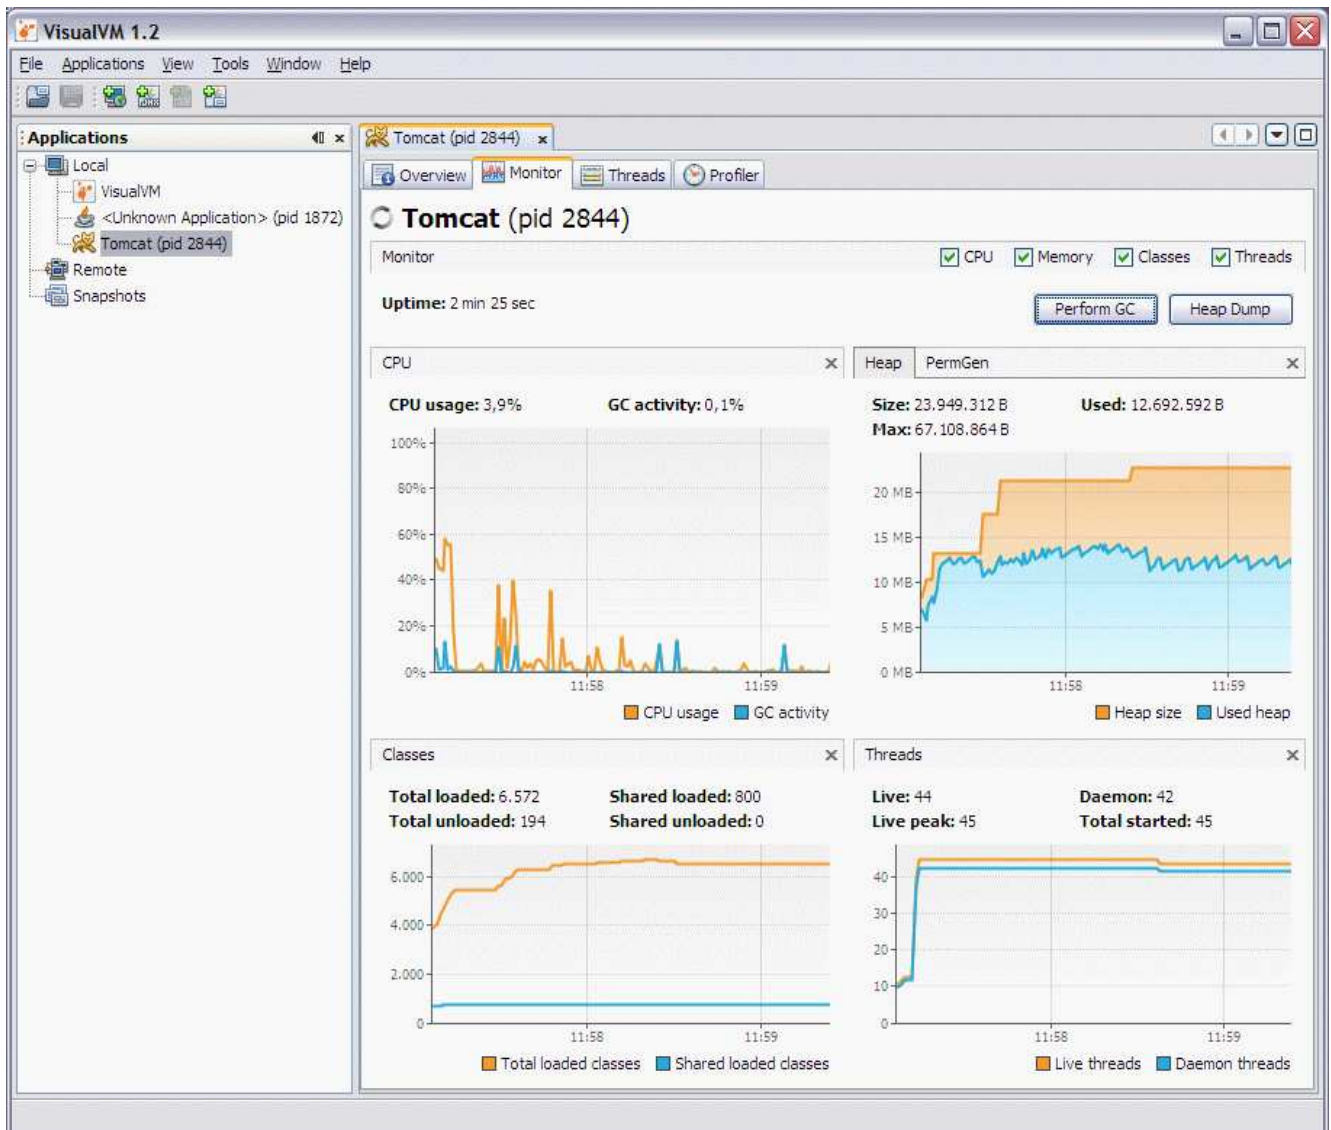 VisualVM 1.2
File Applications View Tools Window Help
Applications
Local
VisualVM
<Unknown Application> (pid 1872)
Tomcat (pid 2844)
Remote
Snapshots
Tomcat (pid 2844)
Overview Monitor Threads Profiler
Tomcat (pid 2844)
Monitor CPU Memory Classes Threads
Uptime: 2 min 25 sec Perform GC Heap Dump
CPU
CPU usage: 3,9% GC activity: 0,1%
100%
80%
60%
40%
20%
0%
11:58 11:59
CPU usage GC activity
Heap PermGen
Size: 23.949.312 B Used: 12.692.592 B
Max: 67.108.864 B
20 MB
15 MB
10 MB
5 MB
0 MB
11:58 11:59
Heap size Used heap
Classes
Total loaded: 6.572 Shared loaded: 800
Total unloaded: 194 Shared unloaded: 0
6.000
4.000
2.000
0
11:58 11:59
Total loaded classes Shared loaded classes
Threads
Live: 44 Daemon: 42
Live peak: 45 Total started: 45
40
30
20
10
0
11:58 11:59
Live threads Daemon threads